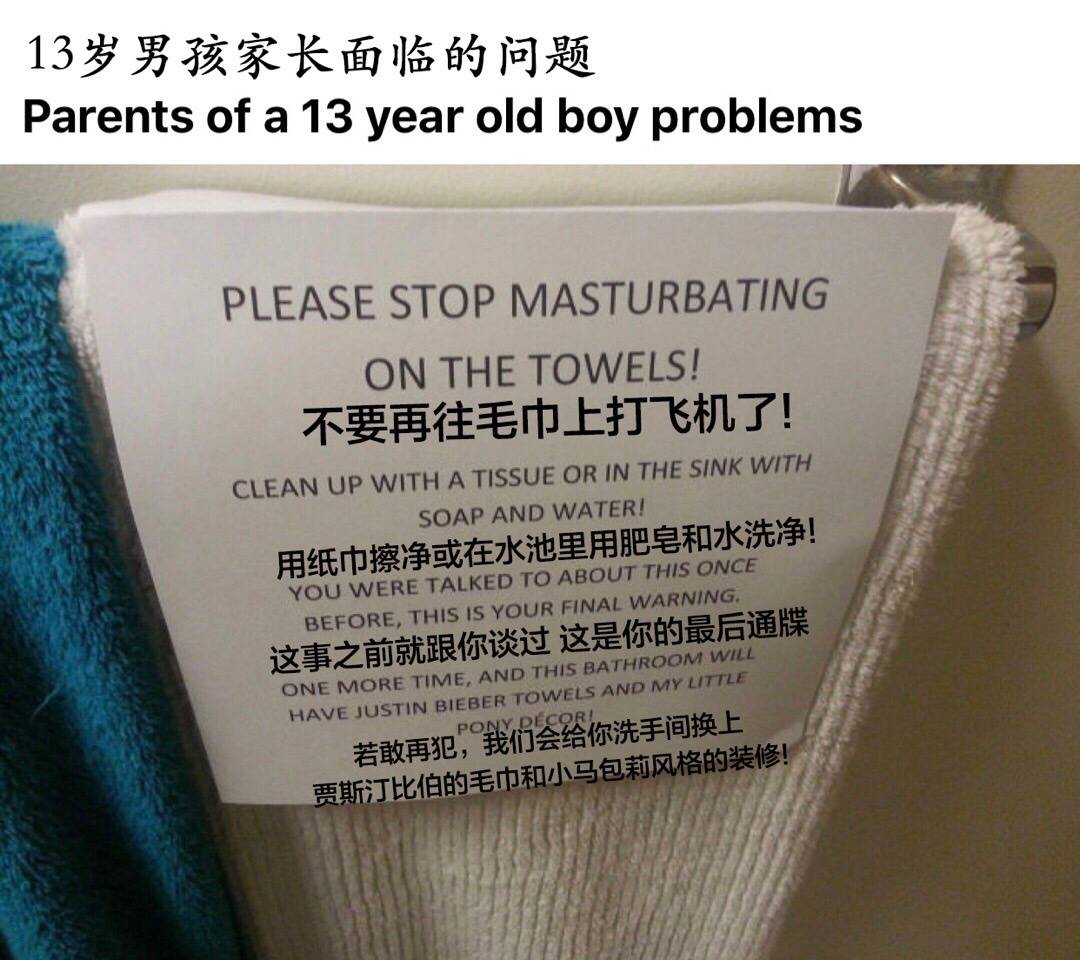 13岁男孩家长面临的问题
Parents of a 13 year old boy problems
PLEASE STOP MASTURBATING
ON THE TOWELS!
不要再往毛巾上打飞机了!
CLEAN UP WITH A TISSUE OR IN THE SINK WITH
SOAP AND WATER!
用纸巾擦净或在水池里用肥皂和水洗净!
YOU WERE TALKED TO ABOUT THIS ONCE
BEFORE, THIS IS YOUR FINAL WARNING.
这事之前就跟你谈过 这是你的最后通牒
ONE MORE TIME, AND THIS BATHROOM WILL
HAVE JUSTIN BIEBER TOWELS AND MY LITTLE
PONY DÉCOR!
若敢再犯，我们会给你洗手间换上
贾斯汀比伯的毛巾和小马包莉风格的装修!